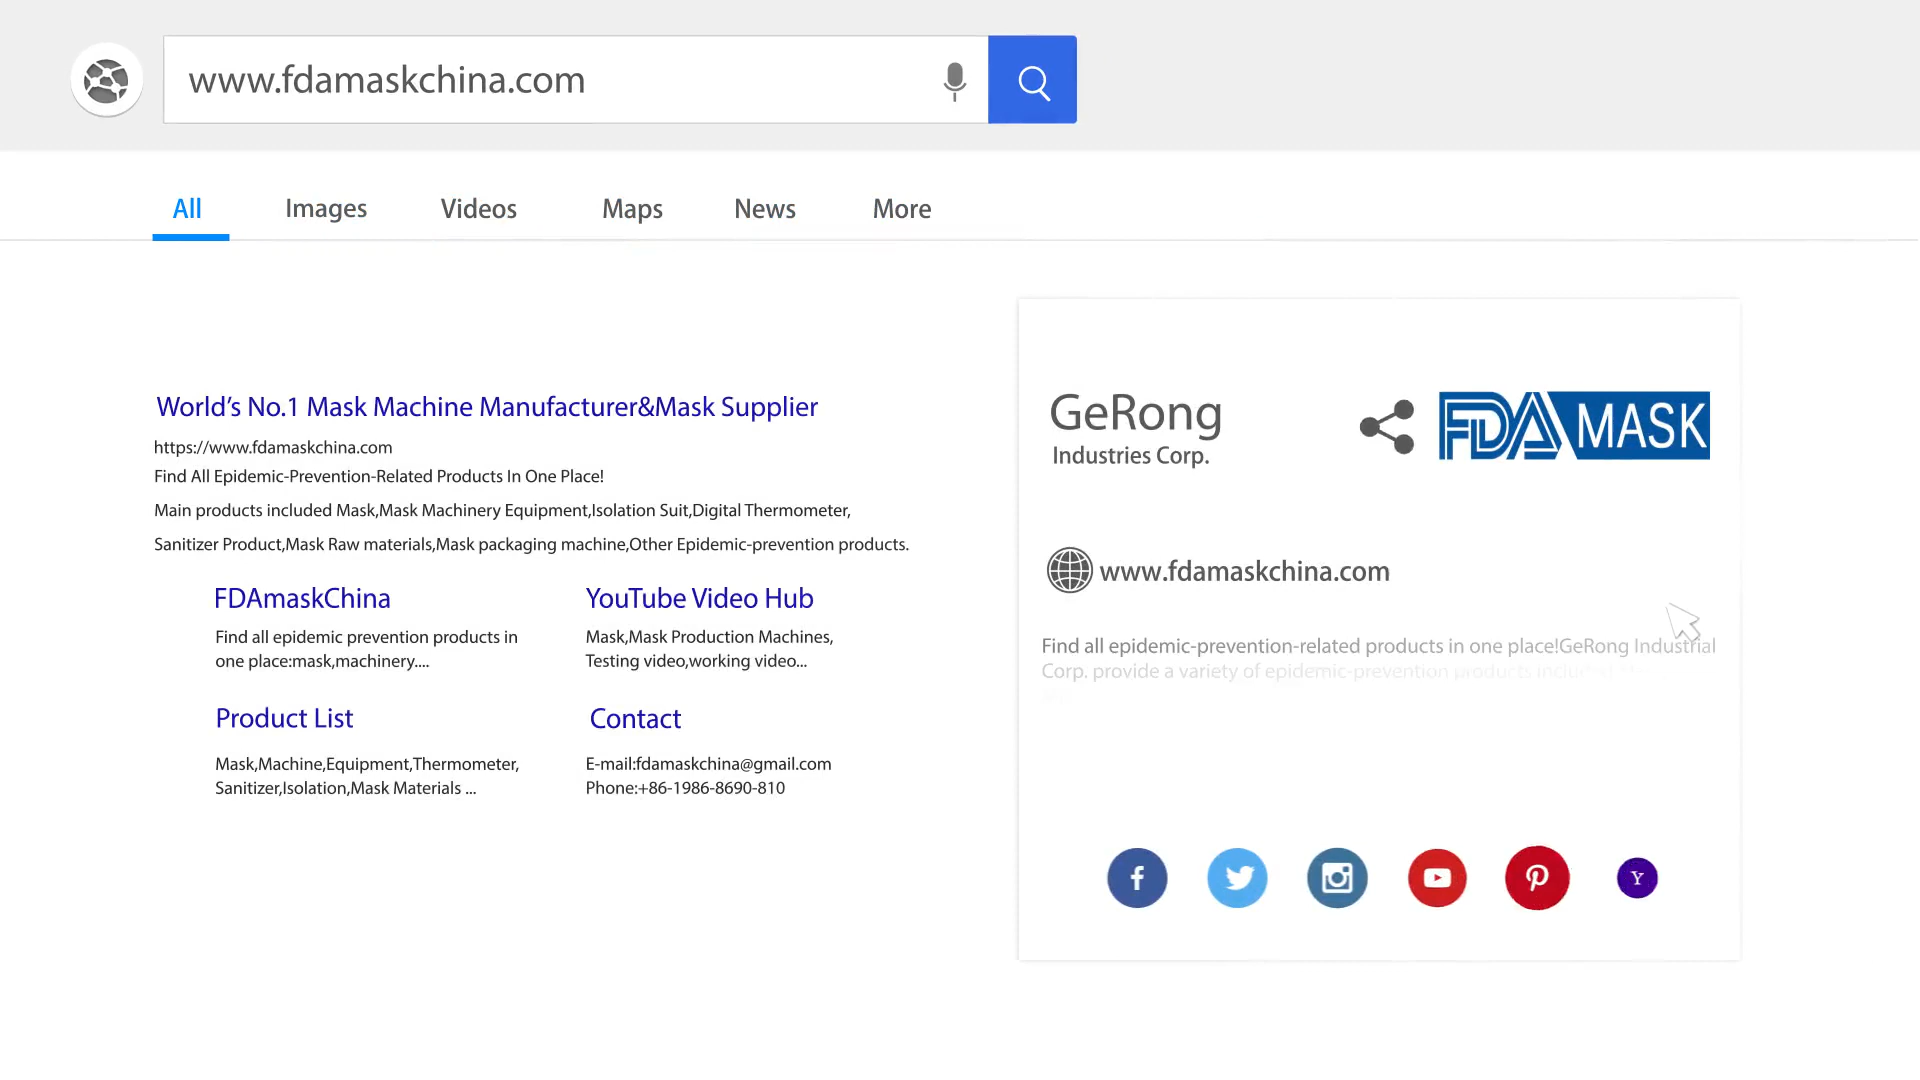 www.fdamaskchina.com
All Images Videos Maps News More
World's No.1 Mask Machine Manufacturer&Mask Supplier
https://www.fdamaskchina.com
Find All Epidemic-Prevention-Related Products In One Place!
Main products included Mask,Mask Machinery Equipment,Isolation Suit,Digital Thermometer,
Sanitizer Product,Mask Raw materials,Mask packaging machine,Other Epidemic-prevention products.
FDAmaskChina
Find all epidemic prevention products in
one place:mask,machinery....
YouTube Video Hub
Mask,Mask Production Machines,
Testing video,working video...
Product List
Mask,Machine,Equipment,Thermometer,
Sanitizer,Isolation,Mask Materials ...
Contact
E-mail:fdamaskchina@gmail.com
Phone:+86-1986-8690-810
GeRong
Industries Corp.
FDA MASK
www.fdamaskchina.com
Find all epidemic-prevention-related products in one place!GeRong Industrial
Corp. provide a variety of epidemic-prevention products
Y